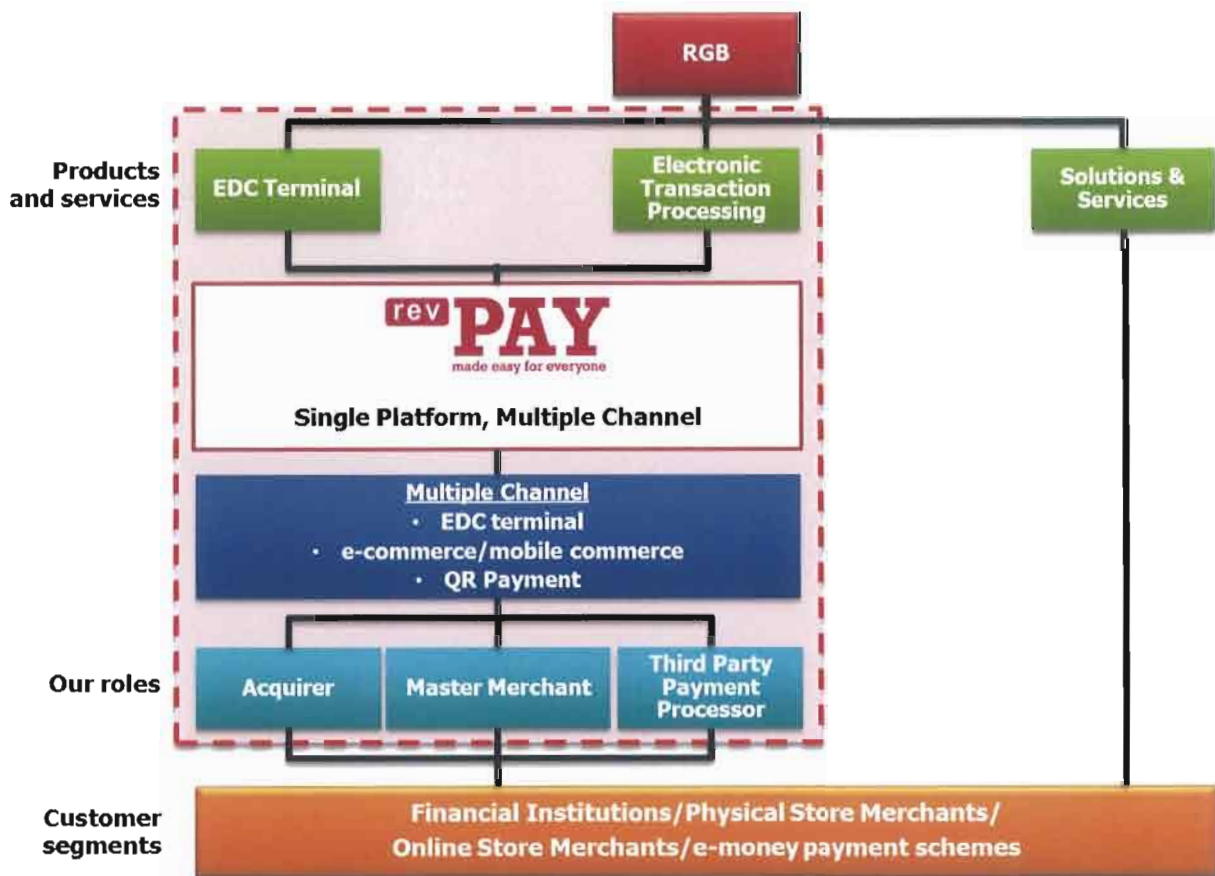 RGB
Products
and services
EDC Terminal
Electronic
Transaction
Processing
Solutions &
Services
rev PAY
made easy for everyone
Single Platform, Multiple Channel
Multiple Channel
• EDC terminal
• e-commerce/mobile commerce
• QR Payment
Our roles
Acquirer
Master Merchant
Third Party
Payment
Processor
Customer
segments
Financial Institutions/Physical Store Merchants/
Online Store Merchants/e-money payment schemes